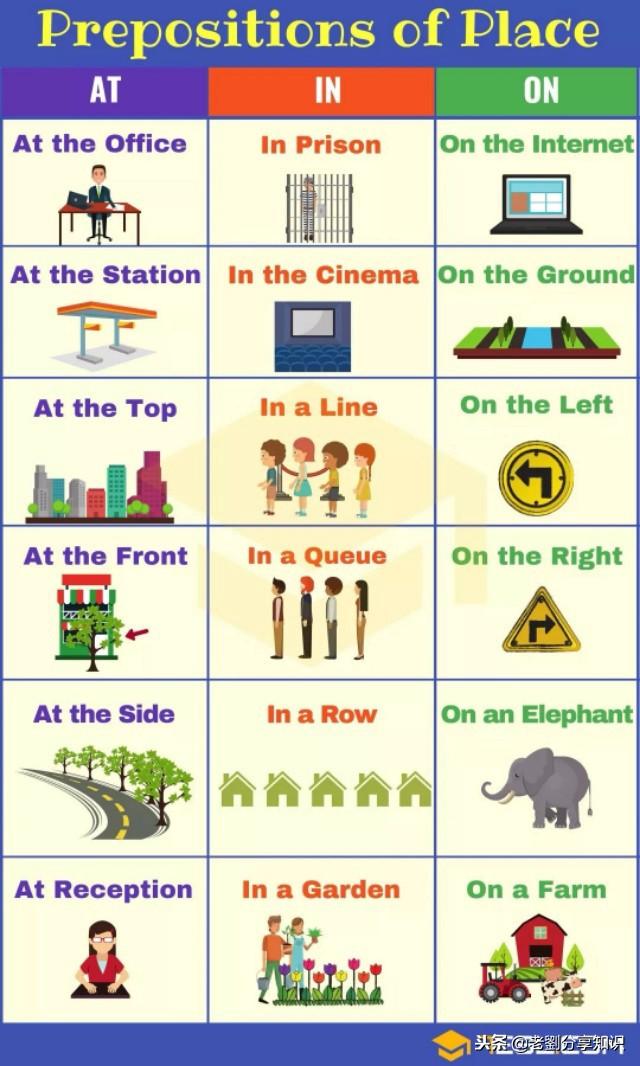 Prepositions of Place
AT IN ON
At the Office In Prison On the Internet
At the Station In the Cinema On the Ground
At the Top In a Line On the Left
At the Front In a Queue On the Right
At the Side In a Row On an Elephant
At Reception In a Garden On a Farm
头条 @老劉分享知识